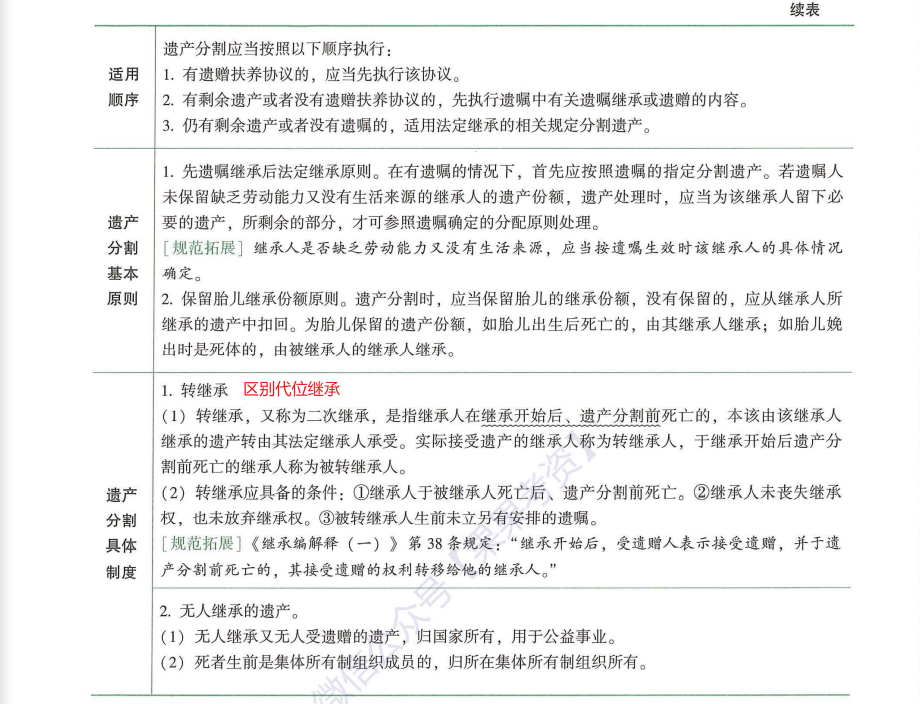 续表
遗产分割应当按照以下顺序执行：
适用
顺序
1. 有遗赠扶养协议的，应当先执行该协议。
2. 有剩余遗产或者没有遗赠扶养协议的，先执行遗嘱中有关遗嘱继承或遗赠的内容。
3. 仍有剩余遗产或者没有遗嘱的，适用法定继承的相关规定分割遗产。
遗产
分割
基本
原则
1. 先遗嘱继承后法定继承原则。在有遗嘱的情况下，首先应按照遗嘱的指定分割遗产。若遗嘱人
未保留缺乏劳动能力又没有生活来源的继承人的遗产份额，遗产处理时，应当为该继承人留下必
要的遗产，所剩余的部分，才可参照遗嘱确定的分配原则处理。
［规范拓展］继承人是否缺乏劳动能力又没有生活来源，应当按遗嘱生效时该继承人的具体情况
确定。
2. 保留胎儿继承份额原则。遗产分割时，应当保留胎儿的继承份额，没有保留的，应从继承人所
继承的遗产中扣回。为胎儿保留的遗产份额，如胎儿出生后死亡的，由其继承人继承；如胎儿娩
出时是死体的，由被继承人的继承人继承。
遗产
分割
具体
制度
1. 转继承 区别代位继承
（1）转继承，又称为二次继承，是指继承人在继承开始后、遗产分割前死亡的，本该由该继承人
继承的遗产转由其法定继承人承受。实际接受遗产的继承人称为转继承人，于继承开始后遗产分
割前死亡的继承人称为被转继承人。
（2）转继承应具备的条件：①继承人于被继承人死亡后、遗产分割前死亡。②继承人未丧失继承
权，也未放弃继承权。③被转继承人生前未立另有安排的遗嘱。
［规范拓展］《继承编解释（一）》第 38 条规定：“继承开始后，受遗赠人表示接受遗赠，并于遗
产分割前死亡的，其接受遗赠的权利转移给他的继承人。”
2. 无人继承的遗产。
（1）无人继承又无人受遗赠的遗产，归国家所有，用于公益事业。
（2）死者生前是集体所有制组织成员的，归所在集体所有制组织所有。
微信公众号【果果考资】